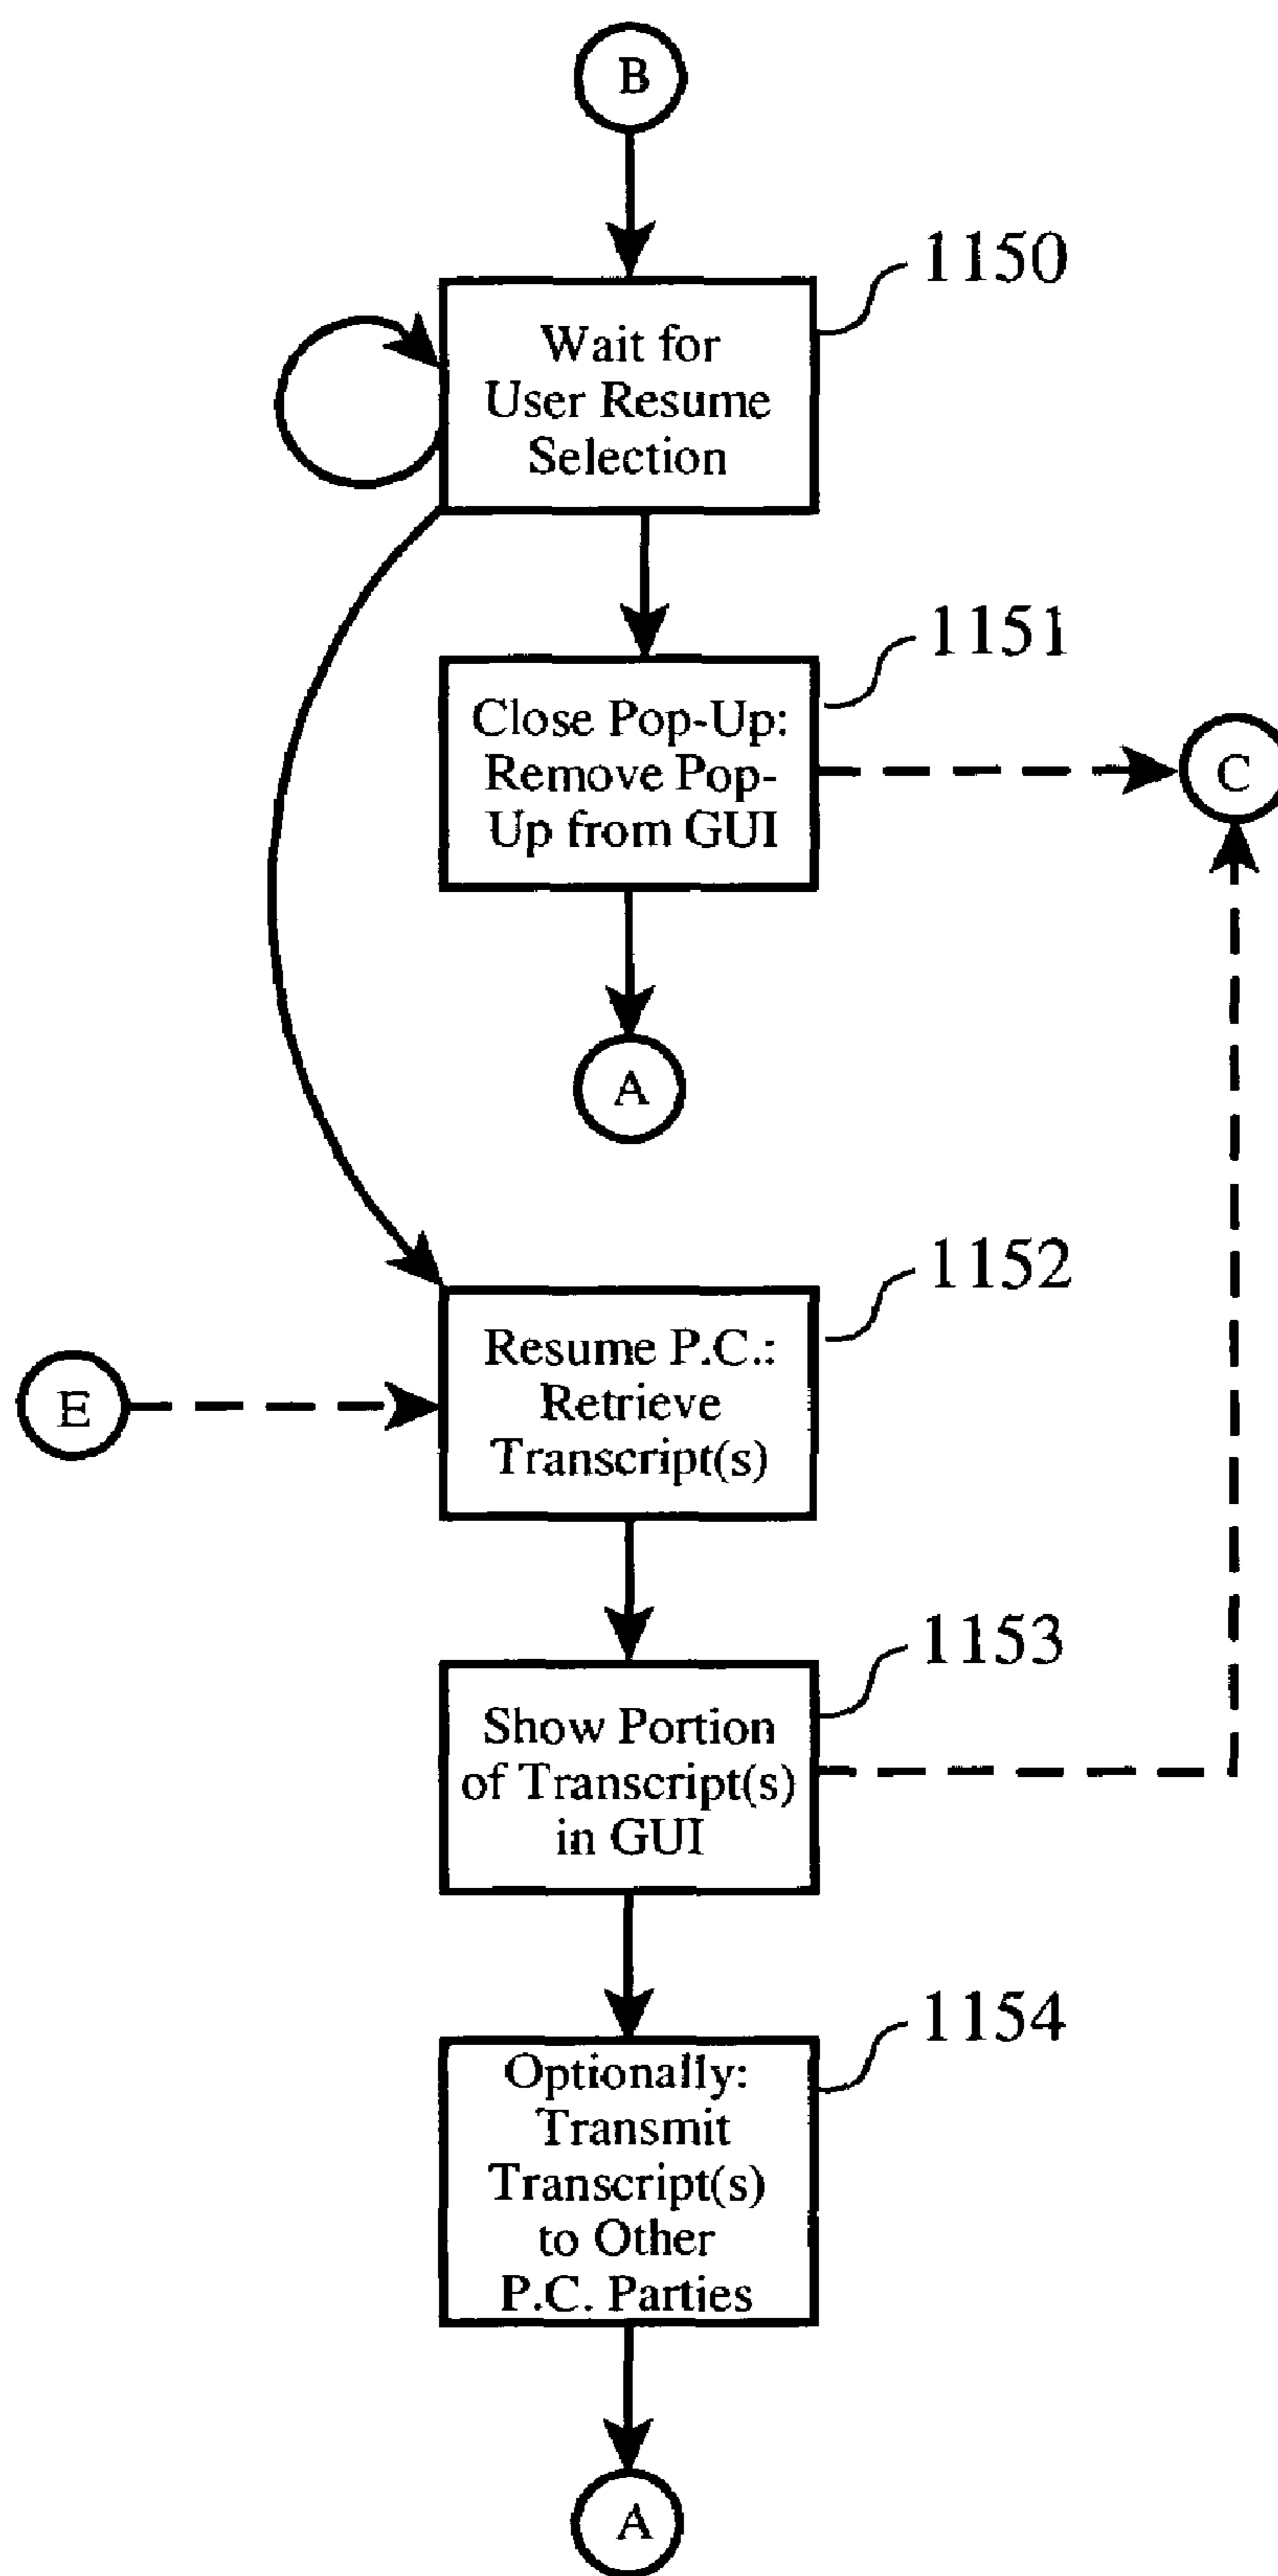 B
1150
Wait for
User Resume
Selection
1151
Close Pop-Up:
Remove Pop-
Up from GUI
C
A
1152
Resume P.C.:
Retrieve
Transcript(s)
E
1153
Show Portion
of Transcript(s)
in GUI
1154
Optionally:
Transmit
Transcript(s)
to Other
P.C. Parties
A